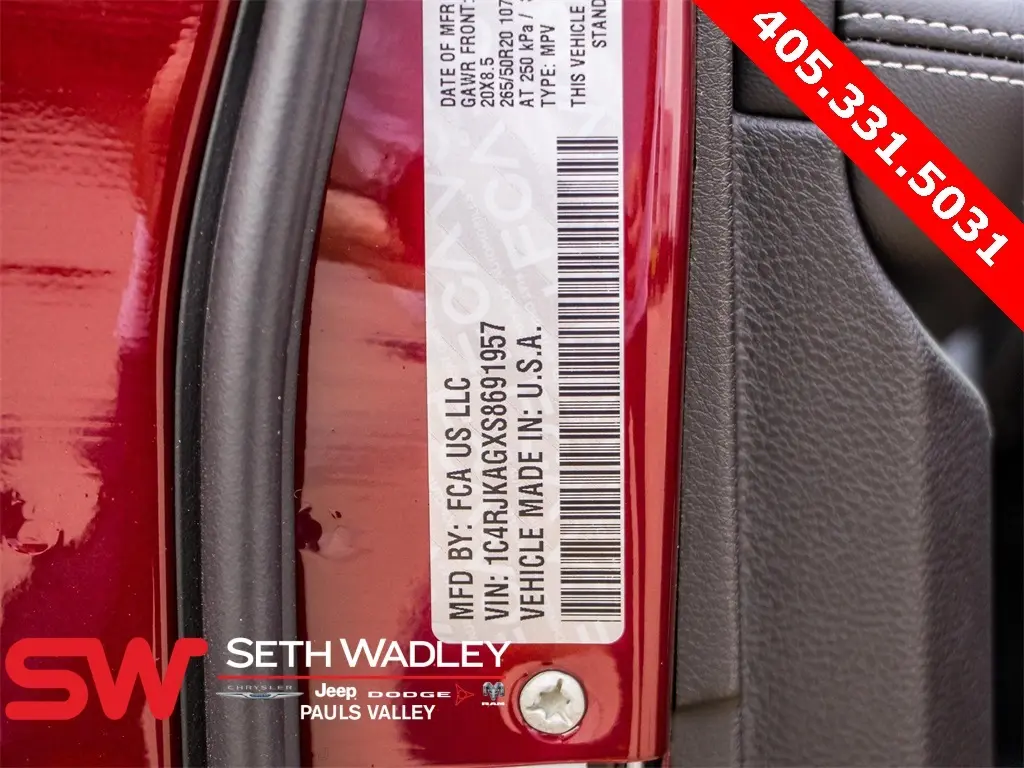 405.331.5031
DATE OF MFR
GAWR FRONT:
20X8.5
265/50R20 107
AT 250 kPa /
TYPE: MPV
THIS VEHICLE
STAND
MFD BY: FCA US LLC
VIN: 1C4RJKAGXS8691957
VEHICLE MADE IN: U.S.A.
SW
SETH WADLEY
CHRYSLER
Jeep
DODGE
RAM
PAULS VALLEY